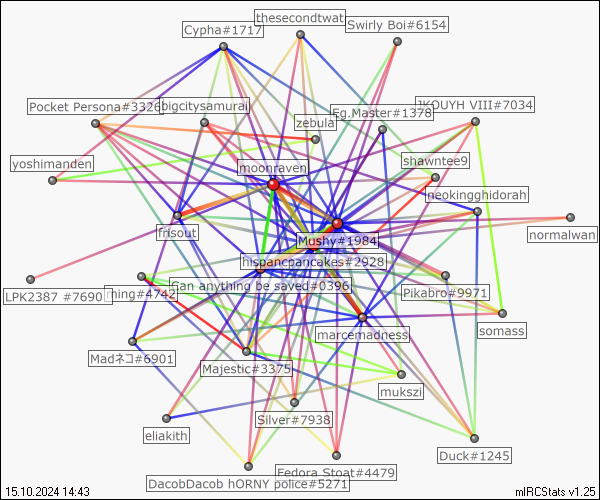 thesecondtwat
Swirly Boi#6154
Cypha#1717
Pocket Persona#3326
bigcitysamurai
Eg.Master#1378
JKOUYH VIII#7034
zebula
yoshimanden
moonraven
shawntee9
neokingghidorah
frisout
Mushy#1984
normalwan
hispanicpancakes#2928
LPK2387 #7690
ming#4742
Can anything be saved#0396
Pikabro#9971
marcemadness
somass
Madネコ#6901
Majestic#3375
mukszi
Silver#7938
eliakith
Duck#1245
Fedora Stoat#4479
DacobDacob hORNY police#5271
15.10.2024 14:43
mIRCStats v1.25